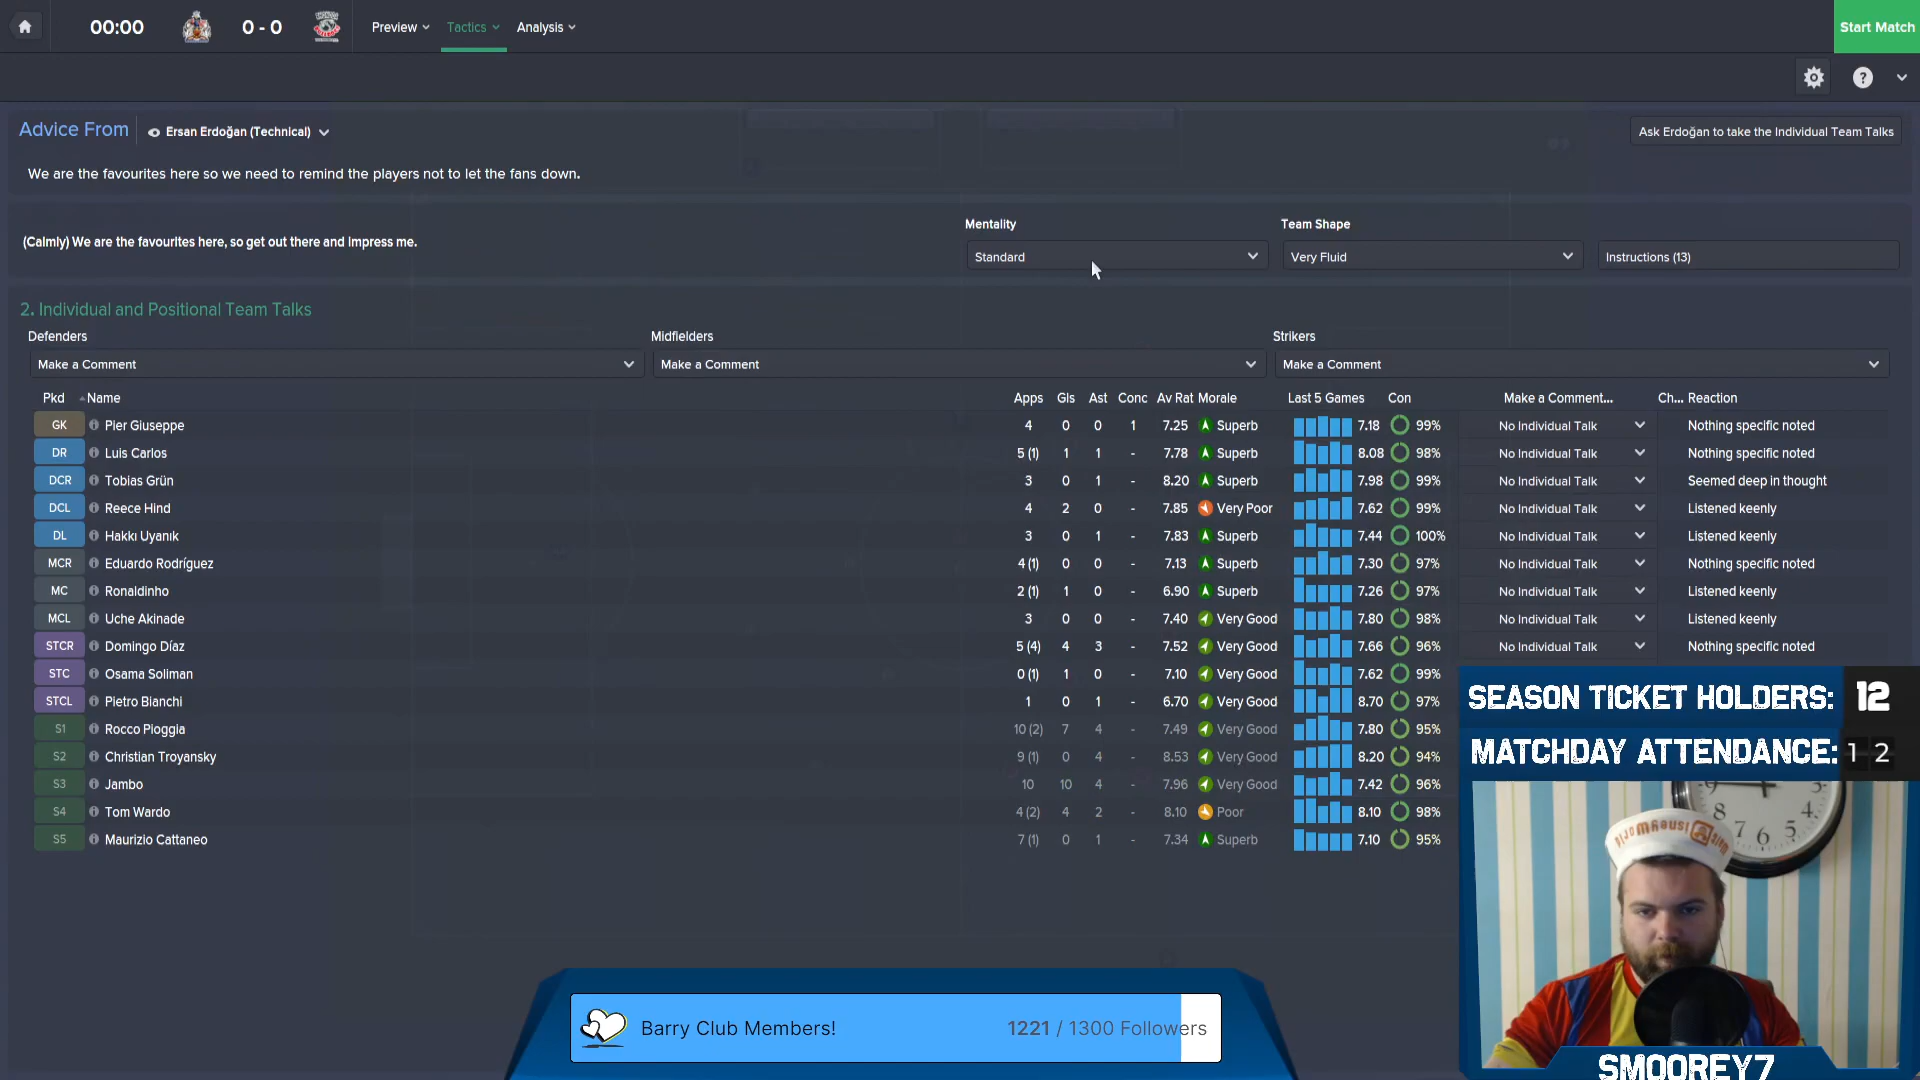 00:00 0 - 0 Preview Tactics Analysis Start Match
?
Advice From Ersan Erdoğan (Technical) Ask Erdoğan to take the Individual Team Talks
We are the favourites here so we need to remind the players not to let the fans down.
Mentality Team Shape
(Calmly) We are the favourites here, so get out there and impress me.
Standard Very Fluid Instructions (13)
2. Individual and Positional Team Talks
Defenders Midfielders Strikers
Make a Comment Make a Comment Make a Comment
Pkd Name Apps Gls Ast Conc Av Rat Morale Last 5 Games Con Make a Comment... Ch... Reaction
GK Pier Giuseppe 4 0 0 1 7.25 Superb 7.18 99% No Individual Talk Nothing specific noted
DR Luis Carlos 5 (1) 1 1 - 7.78 Superb 8.08 98% No Individual Talk Nothing specific noted
DCR Tobias Grün 3 0 1 - 8.20 Superb 7.98 99% No Individual Talk Seemed deep in thought
DCL Reece Hind 4 2 0 - 7.85 Very Poor 7.62 99% No Individual Talk Listened keenly
DL Hakkı Uyanık 3 0 1 - 7.83 Superb 7.44 100% No Individual Talk Listened keenly
MCR Eduardo Rodríguez 4 (1) 0 0 - 7.13 Superb 7.30 97% No Individual Talk Nothing specific noted
MC Ronaldinho 2 (1) 1 0 - 6.90 Superb 7.26 97% No Individual Talk Listened keenly
MCL Uche Akinade 3 0 0 - 7.40 Very Good 7.80 98% No Individual Talk Listened keenly
STCR Domingo Díaz 5 (4) 4 3 - 7.52 Very Good 7.66 96% No Individual Talk Nothing specific noted
STC Osama Soliman 0 (1) 1 0 - 7.10 Very Good 7.62 99%
STCL Pietro Bianchi 1 0 1 - 6.70 Very Good 8.70 97%
S1 Rocco Pioggia 10 (2) 7 4 - 7.49 Very Good 7.80 95%
S2 Christian Troyansky 9 (1) 0 4 - 8.53 Very Good 8.20 94%
S3 Jambo 10 10 4 - 7.96 Very Good 7.42 96%
S4 Tom Wardo 4 (2) 4 2 - 8.10 Poor 8.10 98%
S5 Maurizio Cattaneo 7 (1) 0 1 - 7.34 Superb 7.10 95%
SEASON TICKET HOLDERS: 12
MATCHDAY ATTENDANCE: 12
Barry Club Members! 1221 / 1300 Followers
SMOOREY7